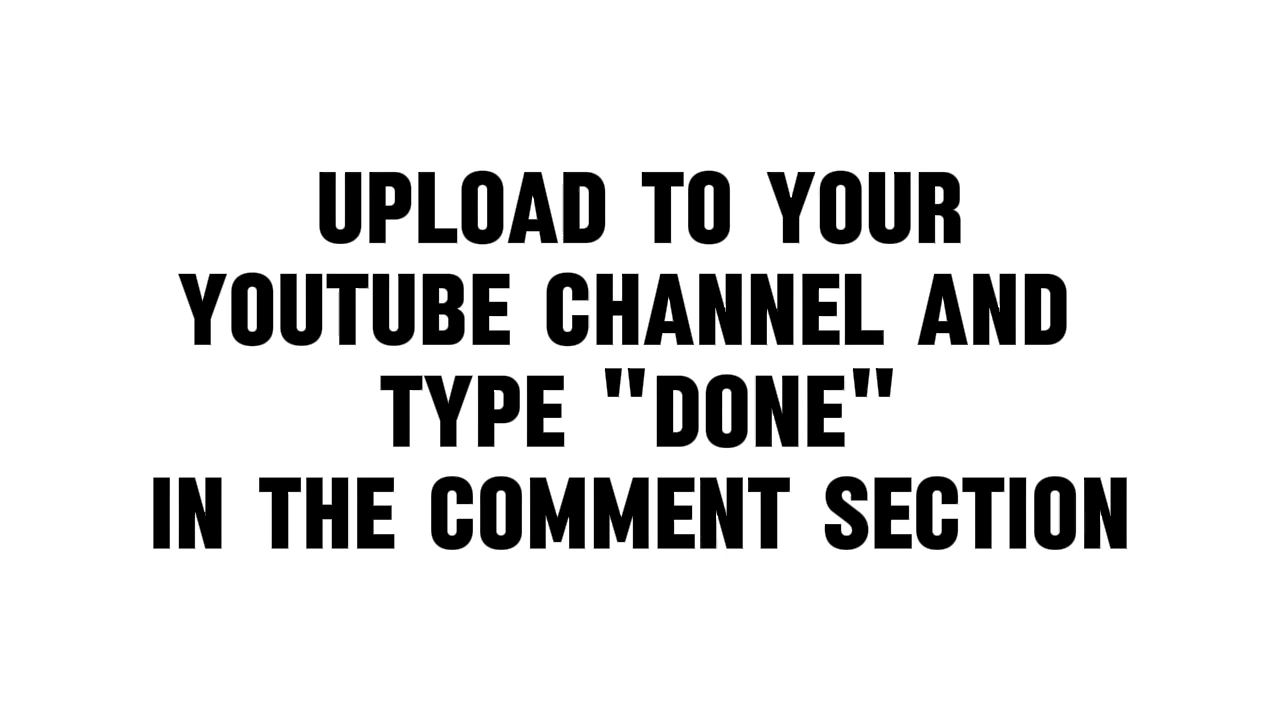 UPLOAD TO YOUR
YOUTUBE CHANNEL AND
TYPE "DONE"
IN THE COMMENT SECTION